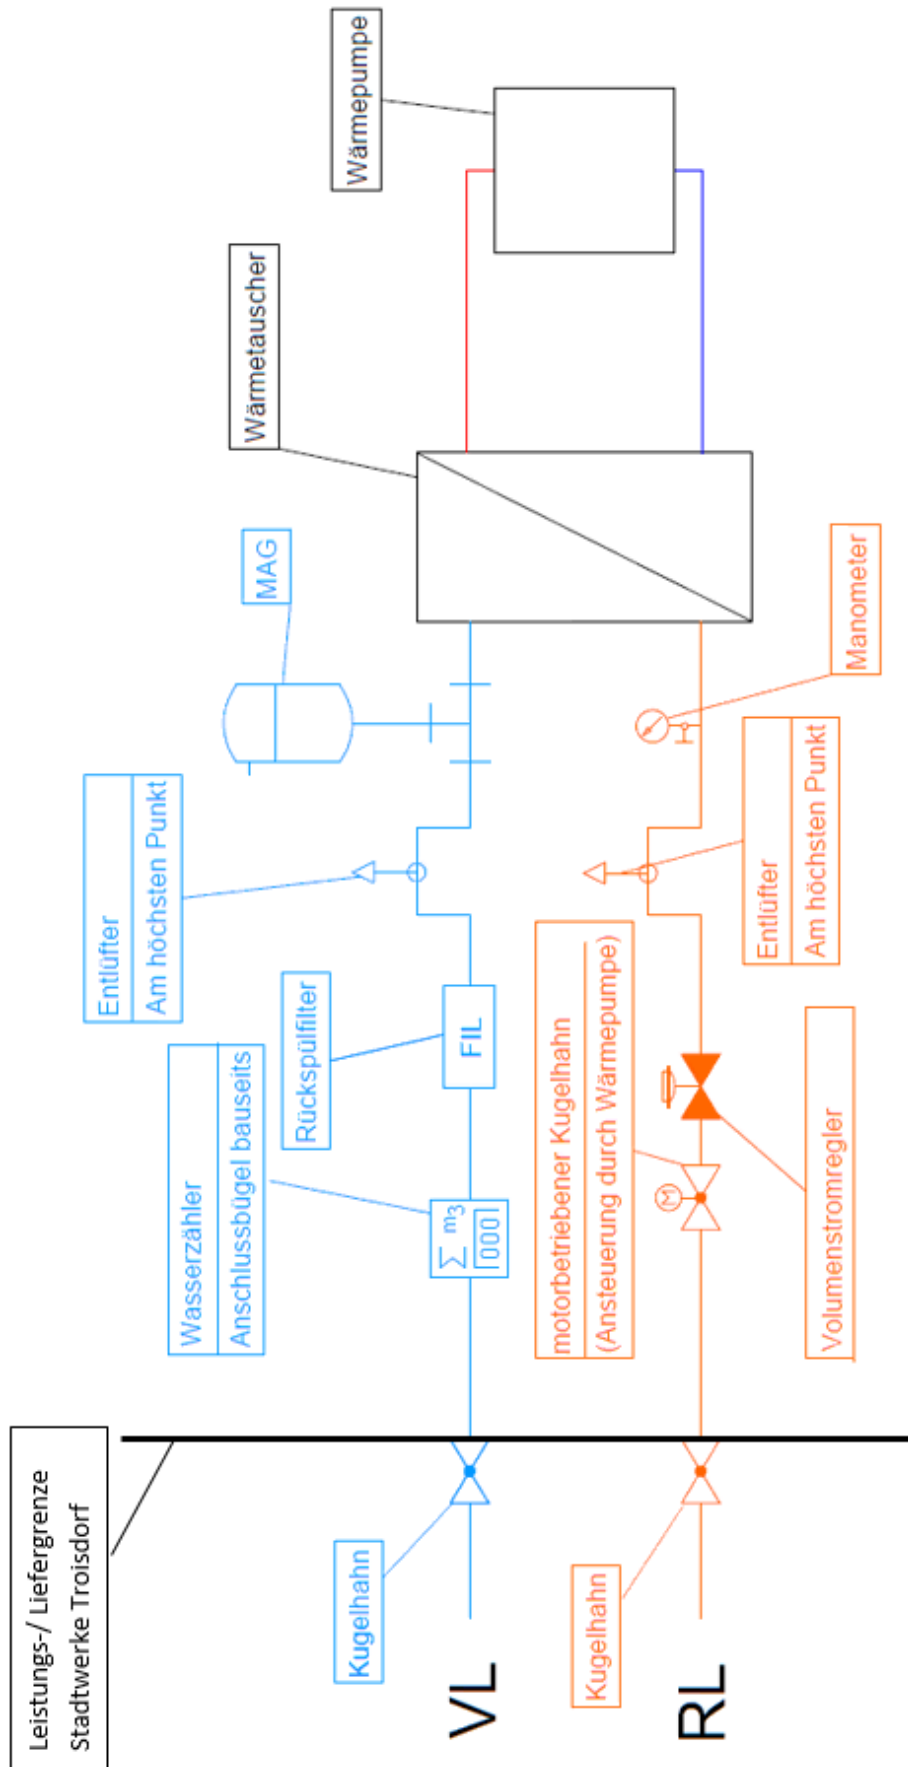 Leistungs-/ Liefergrenze
Stadtwerke Troisdorf
Wasserzähler
Anschlussbügel bauseits
Entlüfter
Am höchsten Punkt
MAG
Wärmetauscher
Wärmepumpe
Kugelhahn
Rückspülfilter
VL
∑ m3
000
FIL
Kugelhahn
motorbetriebener Kugelhahn
(Ansteuerung durch Wärmepumpe)
M
RL
Volumenstromregler
Entlüfter
Am höchsten Punkt
Manometer